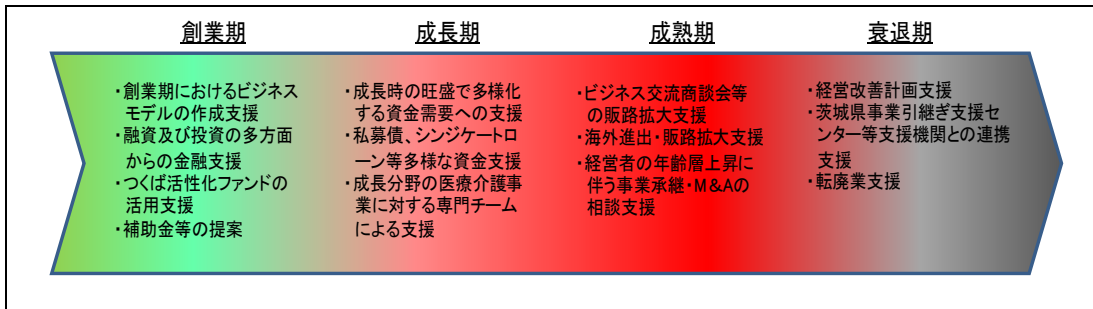 創業期
・創業期におけるビジネス
モデルの作成支援
・融資及び投資の多方面
からの金融支援
・つくば活性化ファンドの
活用支援
・補助金等の提案
成長期
・成長時の旺盛で多様化
する資金需要への支援
・私募債、シンジケートロ
ーン等多様な資金支援
・成長分野の医療介護事
業に対する専門チーム
による支援
成熟期
・ビジネス交流商談会等
の販路拡大支援
・海外進出・販路拡大支援
・経営者の年齢層上昇に
伴う事業承継・M&Aの
相談支援
衰退期
・経営改善計画支援
・茨城県事業引継ぎ支援セ
ンター等支援機関との連携
支援
・転廃業支援